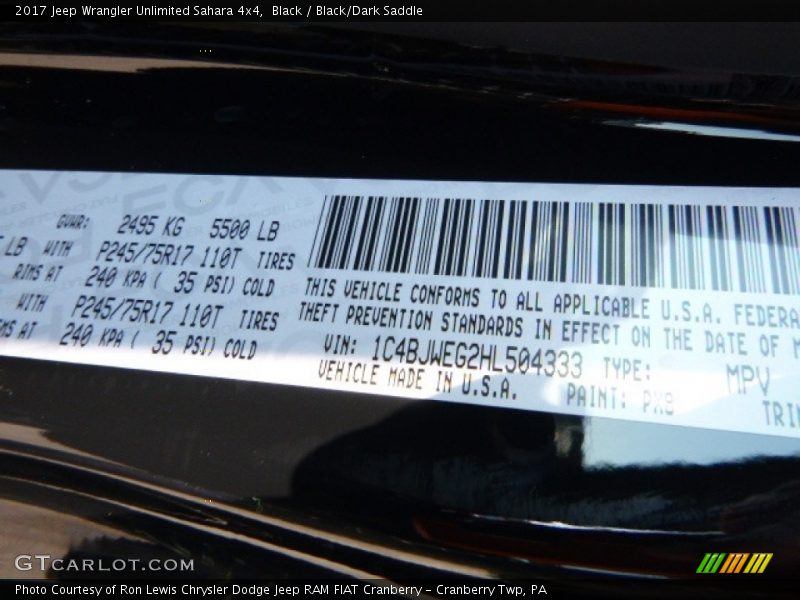 2017 Jeep Wrangler Unlimited Sahara 4x4, Black / Black/Dark Saddle
GVWR: 2495 KG 5500 LB
LB WITH P245/75R17 110T TIRES
RIMS AT 240 KPA ( 35 PSI) COLD
WITH P245/75R17 110T TIRES
AT 240 KPA ( 35 PSI) COLD
THIS VEHICLE CONFORMS TO ALL APPLICABLE U.S.A. FEDERA
THEFT PREVENTION STANDARDS IN EFFECT ON THE DATE OF M
VIN: 1C4BJWEG2HL504333 TYPE: MPV
VEHICLE MADE IN U.S.A. PAINT: PX8
TRIM
GTCARLOT.COM
Photo Courtesy of Ron Lewis Chrysler Dodge Jeep RAM FIAT Cranberry - Cranberry Twp, PA